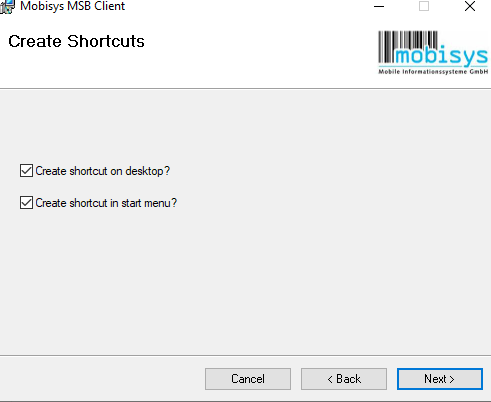 Mobisys MSB Client
Create Shortcuts
mobisys
Mobile Informationssysteme GmbH
Create shortcut on desktop?
Create shortcut in start menu?
Cancel
< Back
Next >